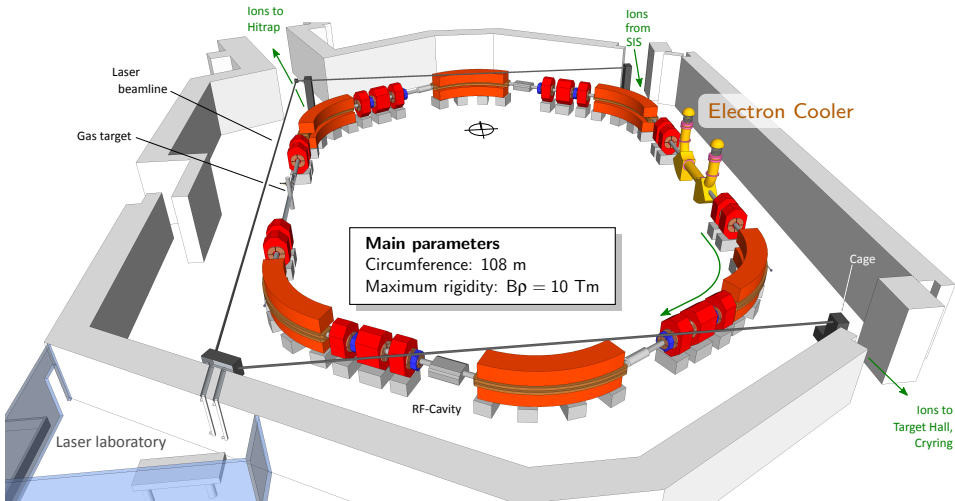 Ions to
Hitrap
Ions
from
SIS
Laser
beamline
Electron Cooler
Gas target
Main parameters
Circumference: 108 m
Maximum rigidity: Bρ = 10 Tm
Cage
RF-Cavity
Ions to
Target Hall,
Cryring
Laser laboratory